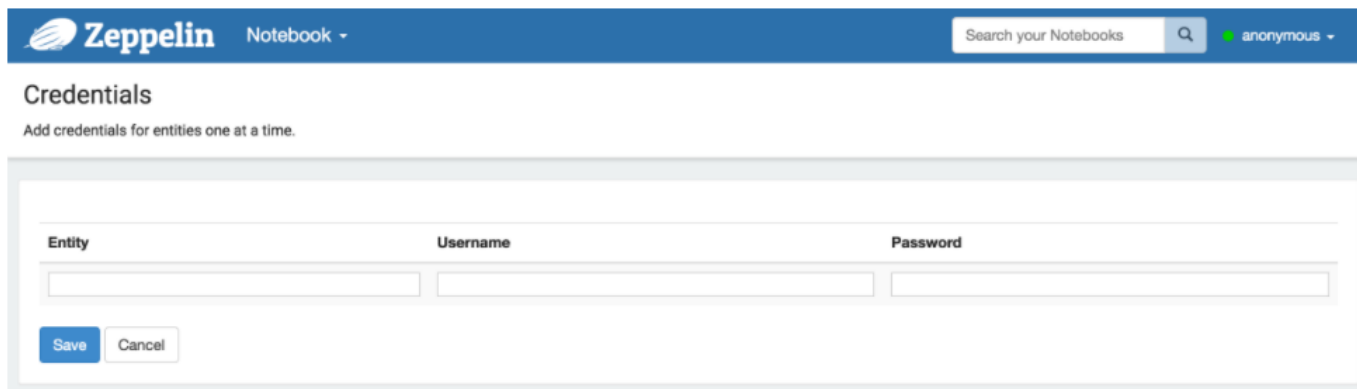 Zeppelin Notebook Search your Notebooks anonymous
Credentials
Add credentials for entities one at a time.
Entity Username Password
Save Cancel